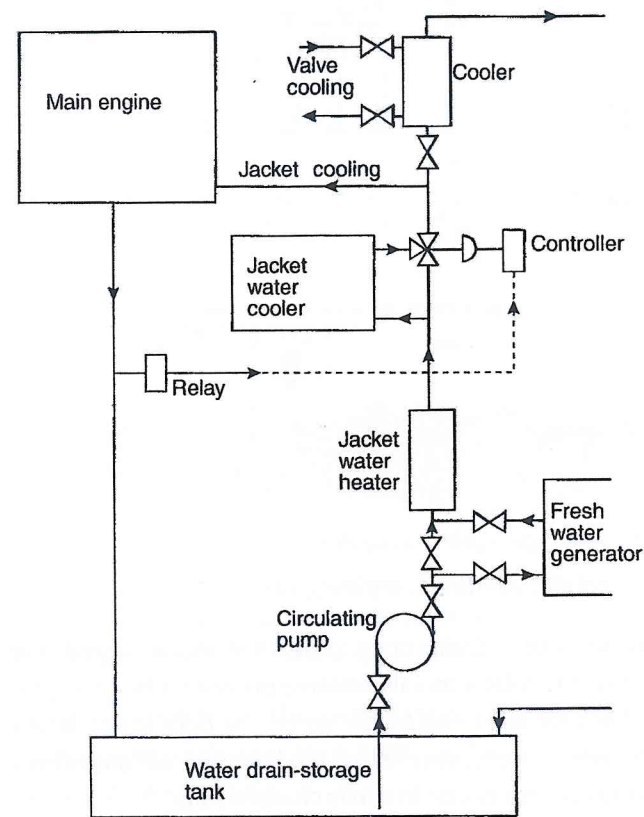 Main engine
Valve
cooling
Cooler
Jacket cooling
Controller
Jacket
water
cooler
Relay
Jacket
water
heater
Fresh
water
generator
Circulating
pump
Water drain-storage
tank